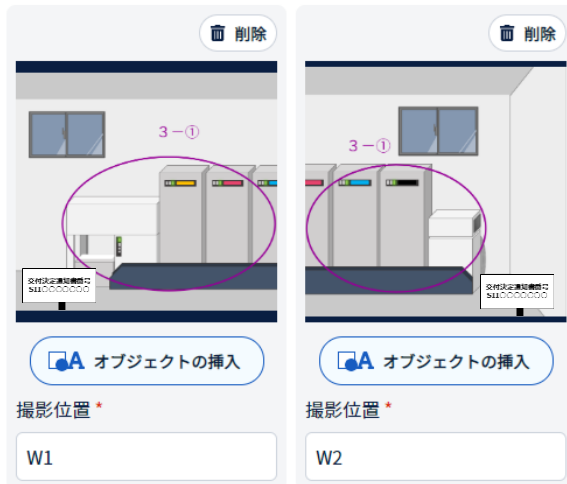 削除
削除
3－①
3－①
交付決定通知書番号
S11○○○○○○○
交付決定通知書番号
S11○○○○○○○
A オブジェクトの挿入
A オブジェクトの挿入
撮影位置 *
撮影位置 *
W1
W2